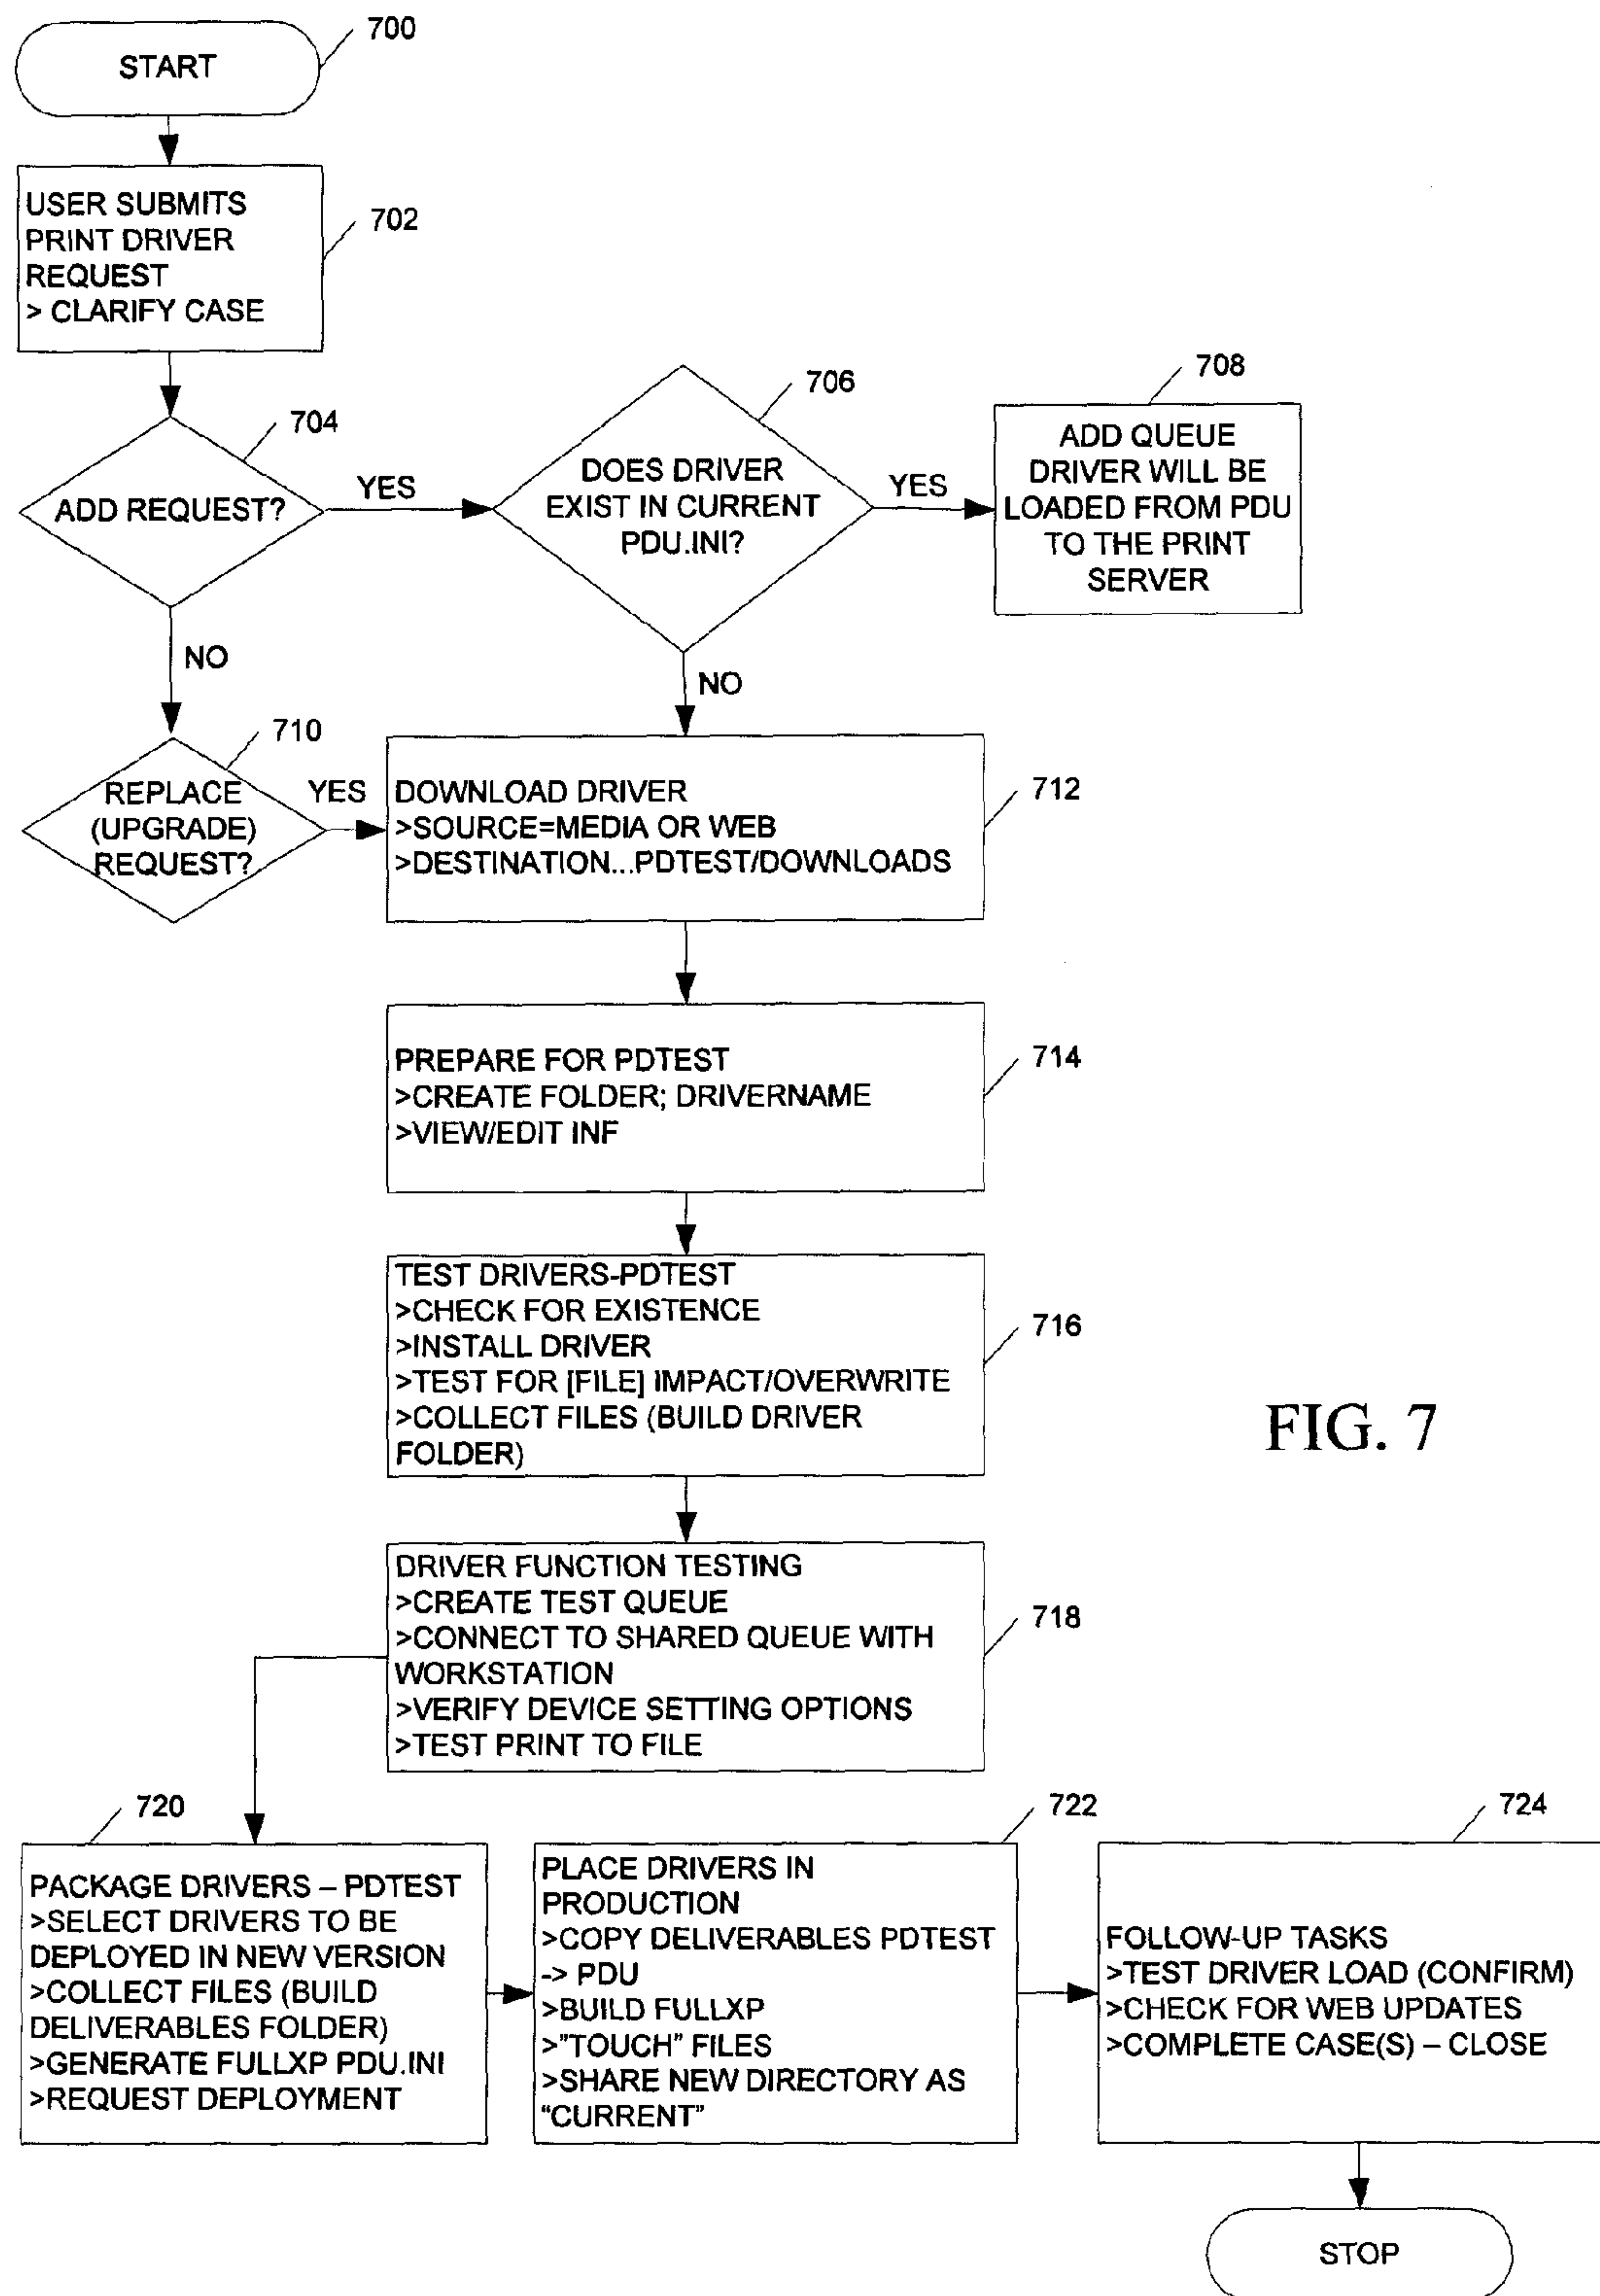 START
700
USER SUBMITS
PRINT DRIVER
REQUEST
> CLARIFY CASE
702
ADD REQUEST?
704
YES
NO
DOES DRIVER
EXIST IN CURRENT
PDU.INI?
706
YES
NO
ADD QUEUE
DRIVER WILL BE
LOADED FROM PDU
TO THE PRINT
SERVER
708
REPLACE
(UPGRADE)
REQUEST?
710
YES
DOWNLOAD DRIVER
>SOURCE=MEDIA OR WEB
>DESTINATION...PDTEST/DOWNLOADS
712
PREPARE FOR PDTEST
>CREATE FOLDER; DRIVERNAME
>VIEW/EDIT INF
714
TEST DRIVERS-PDTEST
>CHECK FOR EXISTENCE
>INSTALL DRIVER
>TEST FOR [FILE] IMPACT/OVERWRITE
>COLLECT FILES (BUILD DRIVER
FOLDER)
716
FIG. 7
DRIVER FUNCTION TESTING
>CREATE TEST QUEUE
>CONNECT TO SHARED QUEUE WITH
WORKSTATION
>VERIFY DEVICE SETTING OPTIONS
>TEST PRINT TO FILE
718
720
PACKAGE DRIVERS – PDTEST
>SELECT DRIVERS TO BE
DEPLOYED IN NEW VERSION
>COLLECT FILES (BUILD
DELIVERABLES FOLDER)
>GENERATE FULLXP PDU.INI
>REQUEST DEPLOYMENT
722
PLACE DRIVERS IN
PRODUCTION
>COPY DELIVERABLES PDTEST
-> PDU
>BUILD FULLXP
>"TOUCH" FILES
>SHARE NEW DIRECTORY AS
“CURRENT”
724
FOLLOW-UP TASKS
>TEST DRIVER LOAD (CONFIRM)
>CHECK FOR WEB UPDATES
>COMPLETE CASE(S) – CLOSE
STOP